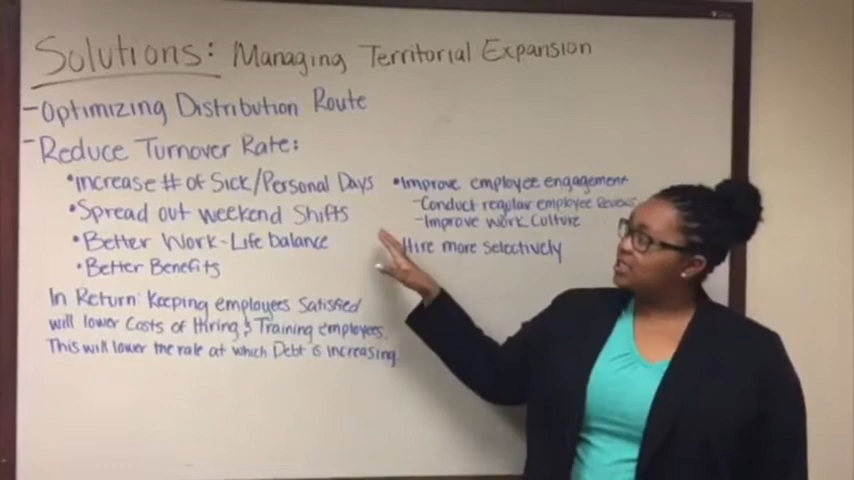 Solutions: Managing Territorial Expansion
- Optimizing Distribution Route
- Reduce Turnover Rate:
• Increase # of Sick/Personal Days
• Spread out weekend Shifts
• Better Work-Life balance
• Better Benefits
• Improve employee engagement
- Conduct regular employee Reviews
- Improve work Culture
Hire more selectively
In Return: Keeping employees Satisfied
will lower Costs of Hiring & Training employees.
This will lower the rate at which Debt is increasing.